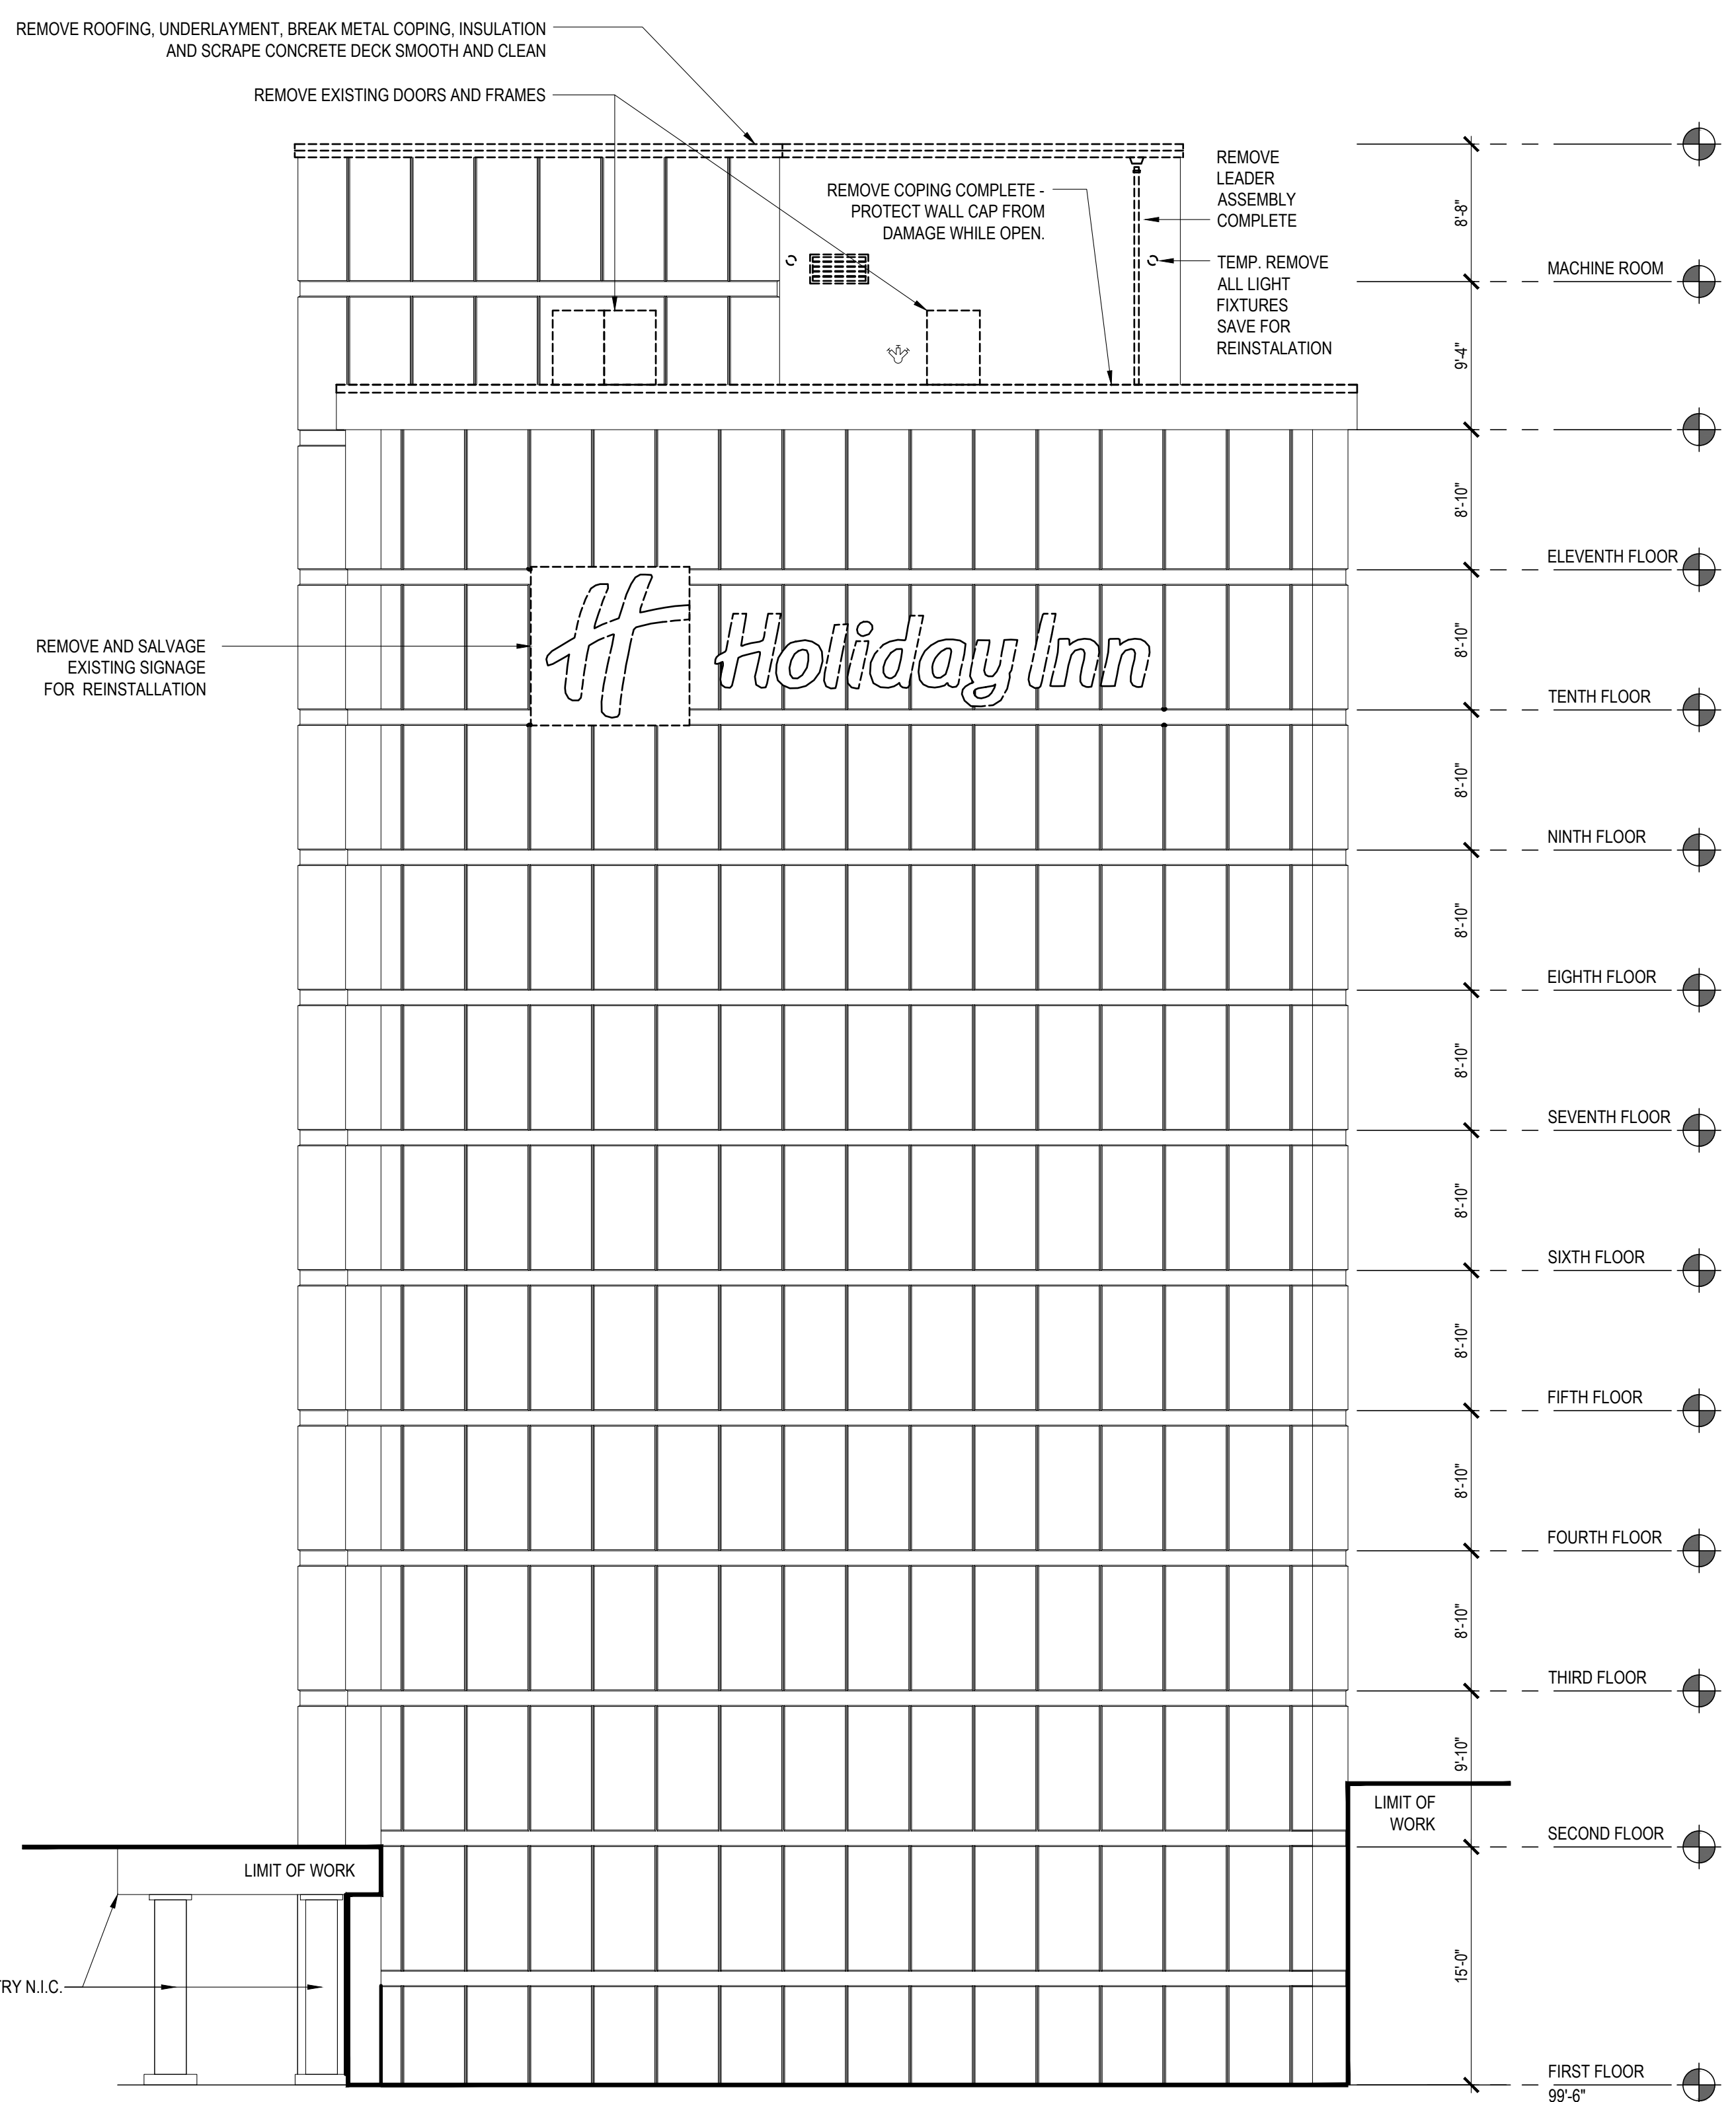 REMOVE ROOFING, UNDERLAYMENT, BREAK METAL COPING, INSULATION
AND SCRAPE CONCRETE DECK SMOOTH AND CLEAN
REMOVE EXISTING DOORS AND FRAMES
REMOVE COPING COMPLETE -
PROTECT WALL CAP FROM
DAMAGE WHILE OPEN.
REMOVE
LEADER
ASSEMBLY
COMPLETE
TEMP. REMOVE
ALL LIGHT
FIXTURES
SAVE FOR
REINSTALATION
8'-8"
MACHINE ROOM
9'-4"
8'-10"
ELEVENTH FLOOR
REMOVE AND SALVAGE
EXISTING SIGNAGE
FOR REINSTALLATION
H Holiday Inn
8'-10"
TENTH FLOOR
8'-10"
NINTH FLOOR
8'-10"
EIGHTH FLOOR
8'-10"
SEVENTH FLOOR
8'-10"
SIXTH FLOOR
8'-10"
FIFTH FLOOR
8'-10"
FOURTH FLOOR
8'-10"
THIRD FLOOR
9'-10"
LIMIT OF
WORK
SECOND FLOOR
LIMIT OF WORK
15'-0"
N.I.C.
FIRST FLOOR
99'-6"